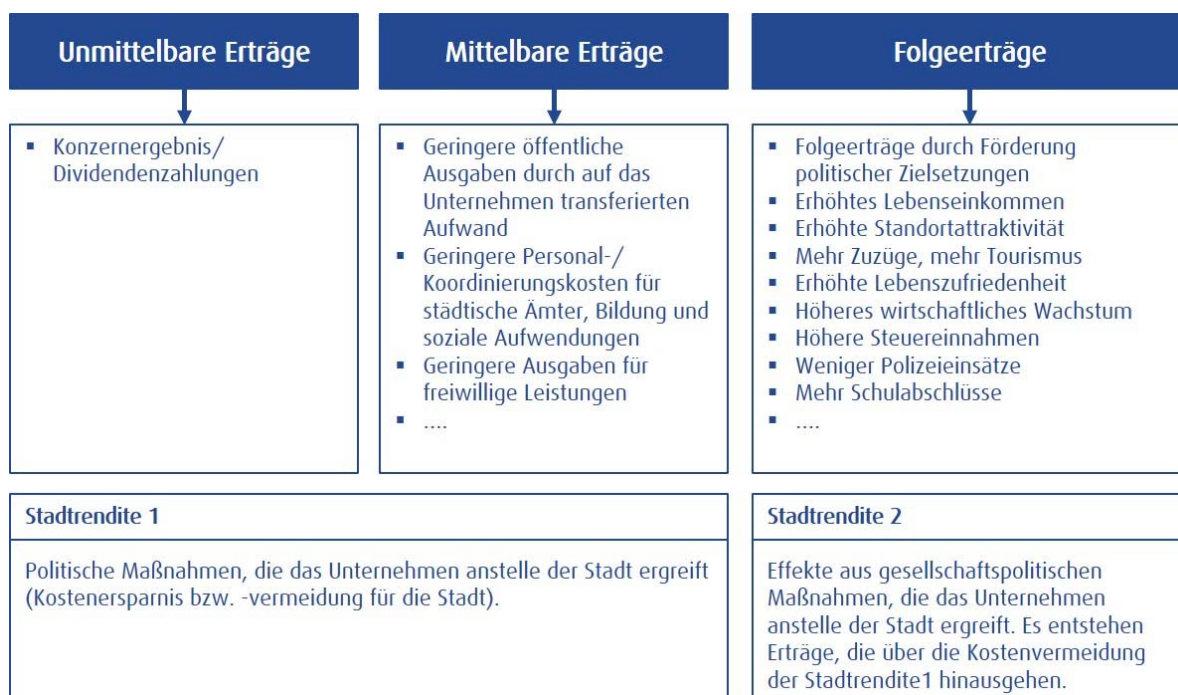 Unmittelbare Erträge
Konzernergebnis/
Dividendenzahlungen
Mittelbare Erträge
Geringere öffentliche
Ausgaben durch auf das
Unternehmen transferierten
Aufwand
Geringere Personal-/
Koordinierungskosten für
städtische Ämter, Bildung und
soziale Aufwendungen
Geringere Ausgaben für
freiwillige Leistungen
....
Folgeerträge
Folgeerträge durch Förderung
politischer Zielsetzungen
Erhöhtes Lebenseinkommen
Erhöhte Standortattraktivität
Mehr Zuzüge, mehr Tourismus
Erhöhte Lebenszufriedenheit
Höheres wirtschaftliches Wachstum
Höhere Steuereinnahmen
Weniger Polizeieinsätze
Mehr Schulabschlüsse
....
Stadtrendite 1
Politische Maßnahmen, die das Unternehmen anstelle der Stadt ergreift
(Kostenersparnis bzw. -vermeidung für die Stadt).
Stadtrendite 2
Effekte aus gesellschaftspolitischen
Maßnahmen, die das Unternehmen
anstelle der Stadt ergreift. Es entstehen
Erträge, die über die Kostenvermeidung
der Stadtrendite1 hinausgehen.